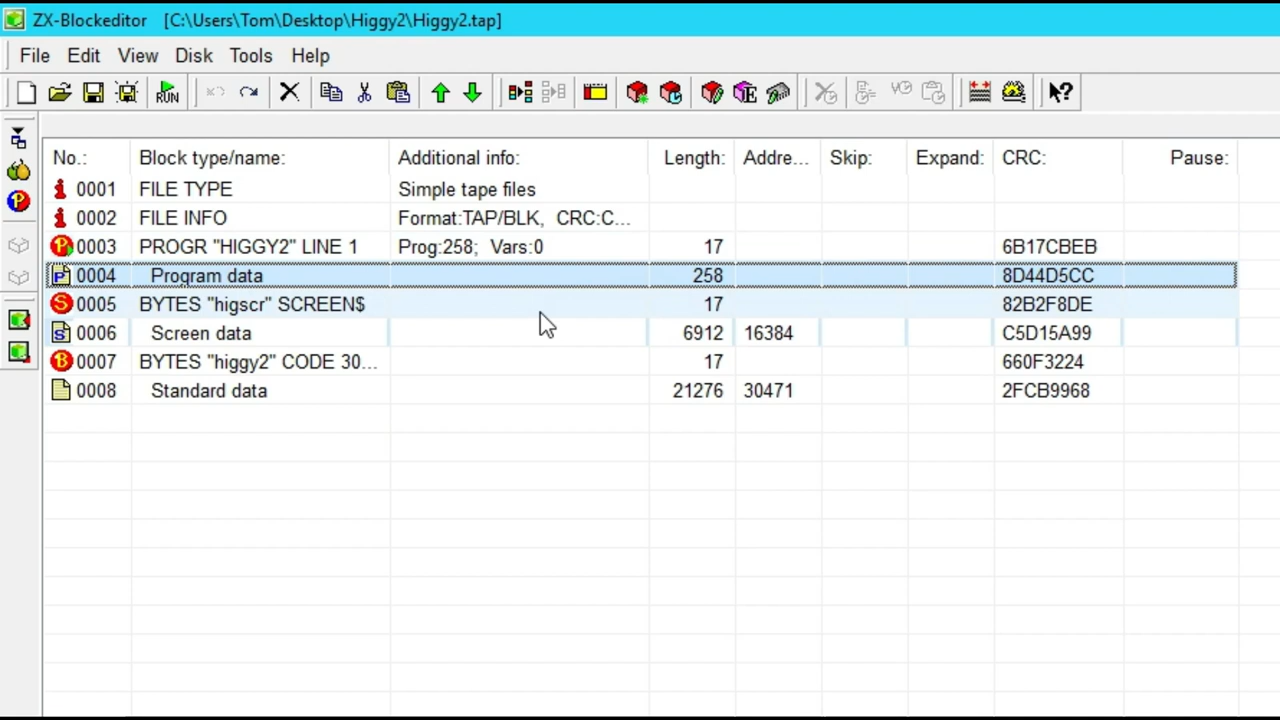 ZX-Blockeditor [C:\Users\Tom\Desktop\Higgy2\Higgy2.tap]
File Edit View Disk Tools Help
RUN
No.: Block type/name: Additional info: Length: Addre... Skip: Expand: CRC: Pause:
0001 FILE TYPE Simple tape files
0002 FILE INFO Format:TAP/BLK, CRC:C...
0003 PROGR "HIGGY2" LINE 1 Prog:258; Vars:0 17 6B17CBEB
0004 Program data 258 8D44D5CC
0005 BYTES "higscr" SCREEN$ 17 82B2F8DE
0006 Screen data 6912 16384 C5D15A99
0007 BYTES "higgy2" CODE 30... 17 660F3224
0008 Standard data 21276 30471 2FCB9968